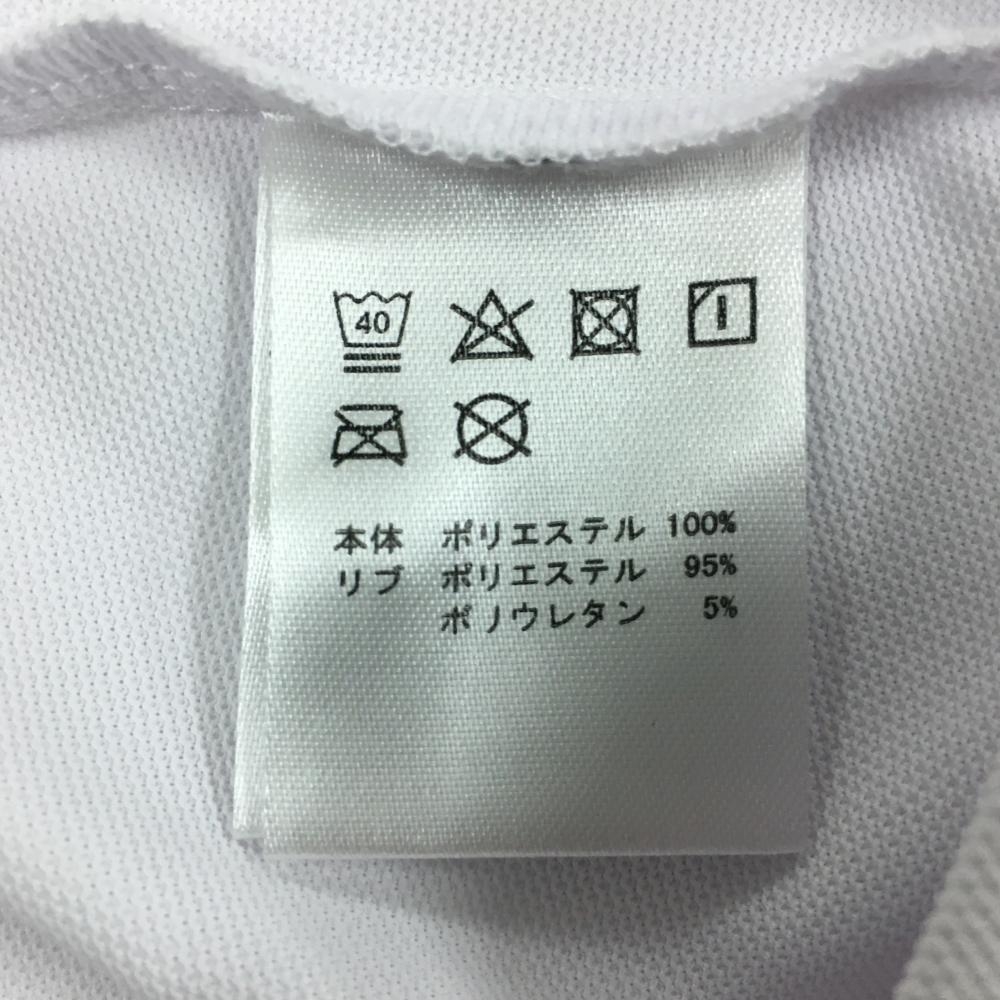 40
本体 ポリエステル 100%
リブ ポリエステル 95%
ポリウレタン 5%